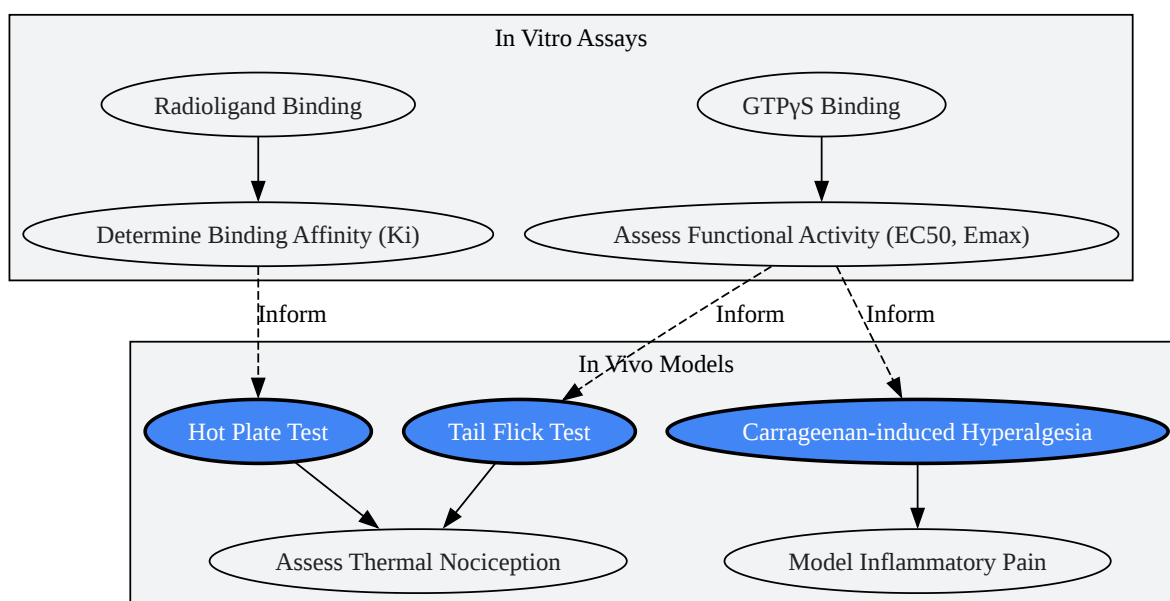 In Vitro Assays
Radioligand Binding
GTPγS Binding
Determine Binding Affinity (Ki)
Assess Functional Activity (EC50, Emax)
Inform
Inform
Inform
In Vivo Models
Hot Plate Test
Tail Flick Test
Carrageenan-induced Hyperalgesia
Assess Thermal Nociception
Model Inflammatory Pain